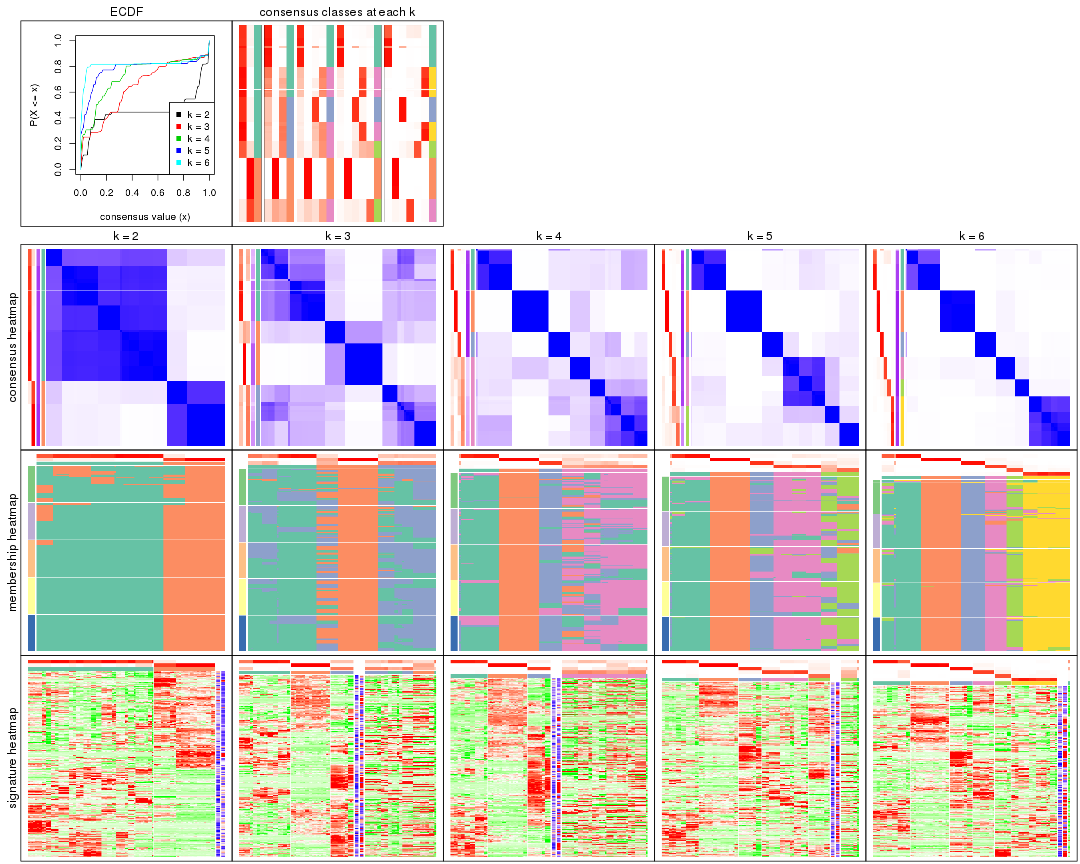 ECDF
consensus classes at each k
P(X <= x)
0.0 0.2 0.4 0.6 0.8 1.0
k = 2
k = 3
k = 4
k = 5
k = 6
0.0 0.2 0.4 0.6 0.8 1.0
consensus value (x)
k = 2 k = 3 k = 4 k = 5 k = 6
consensus heatmap
membership heatmap
signature heatmap